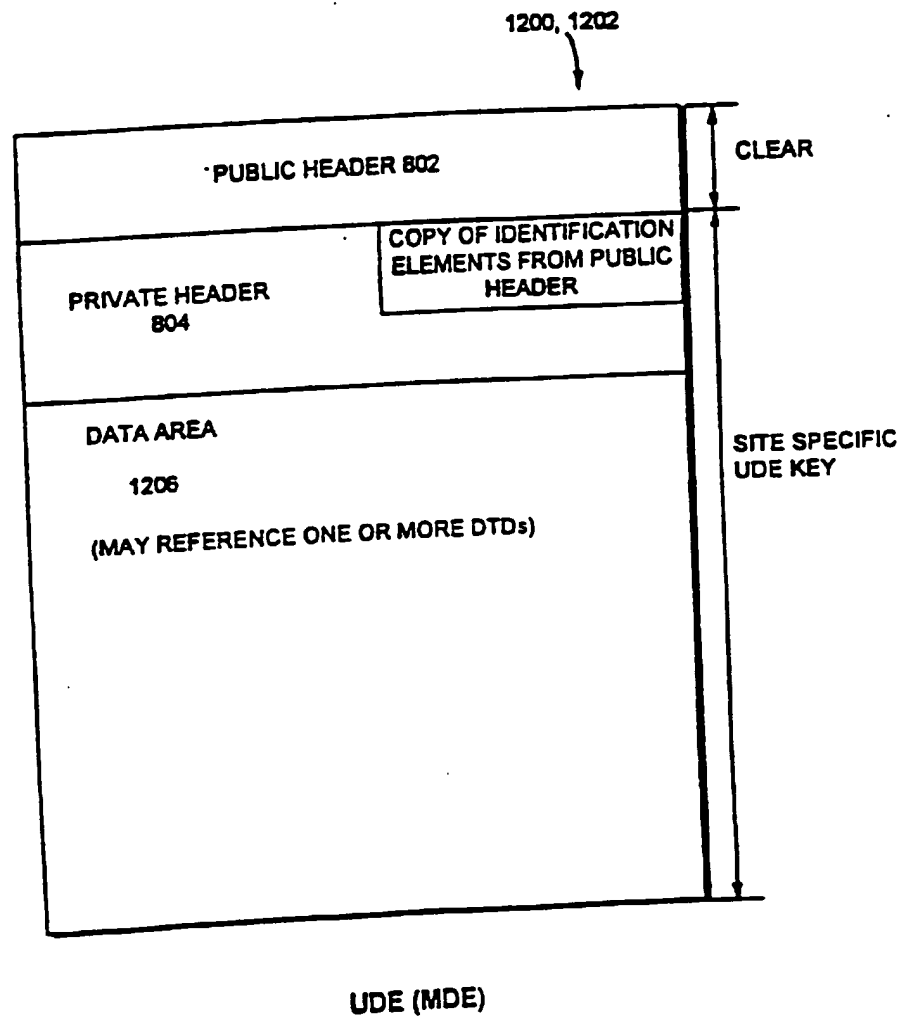 1200, 1202
PUBLIC HEADER 802
CLEAR
COPY OF IDENTIFICATION
ELEMENTS FROM PUBLIC
HEADER
PRIVATE HEADER
804
DATA AREA
1206
(MAY REFERENCE ONE OR MORE DTDs)
SITE SPECIFIC
UDE KEY
UDE (MDE)